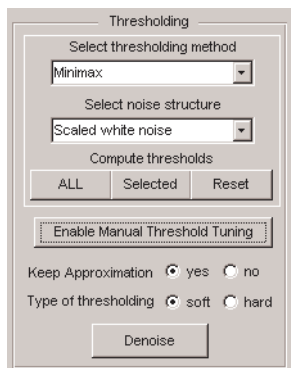 Thresholding
Select thresholding method
Minimax
Select noise structure
Scaled white noise
Compute thresholds
ALL Selected Reset
Enable Manual Threshold Tuning
Keep Approximation yes no
Type of thresholding soft hard
Denoise